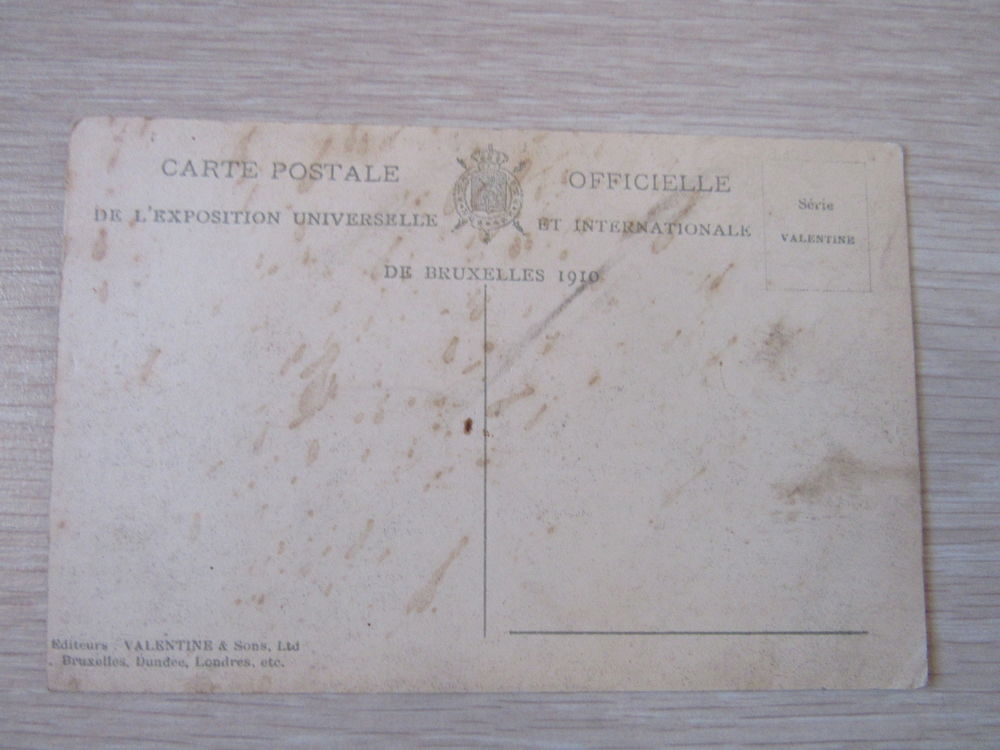 CARTE POSTALE OFFICIELLE
DE L'EXPOSITION UNIVERSELLE ET INTERNATIONALE
DE BRUXELLES 1910
Série
VALENTINE
Editeurs : VALENTINE & Sons, Ltd
Bruxelles, Dundee, Londres, etc.